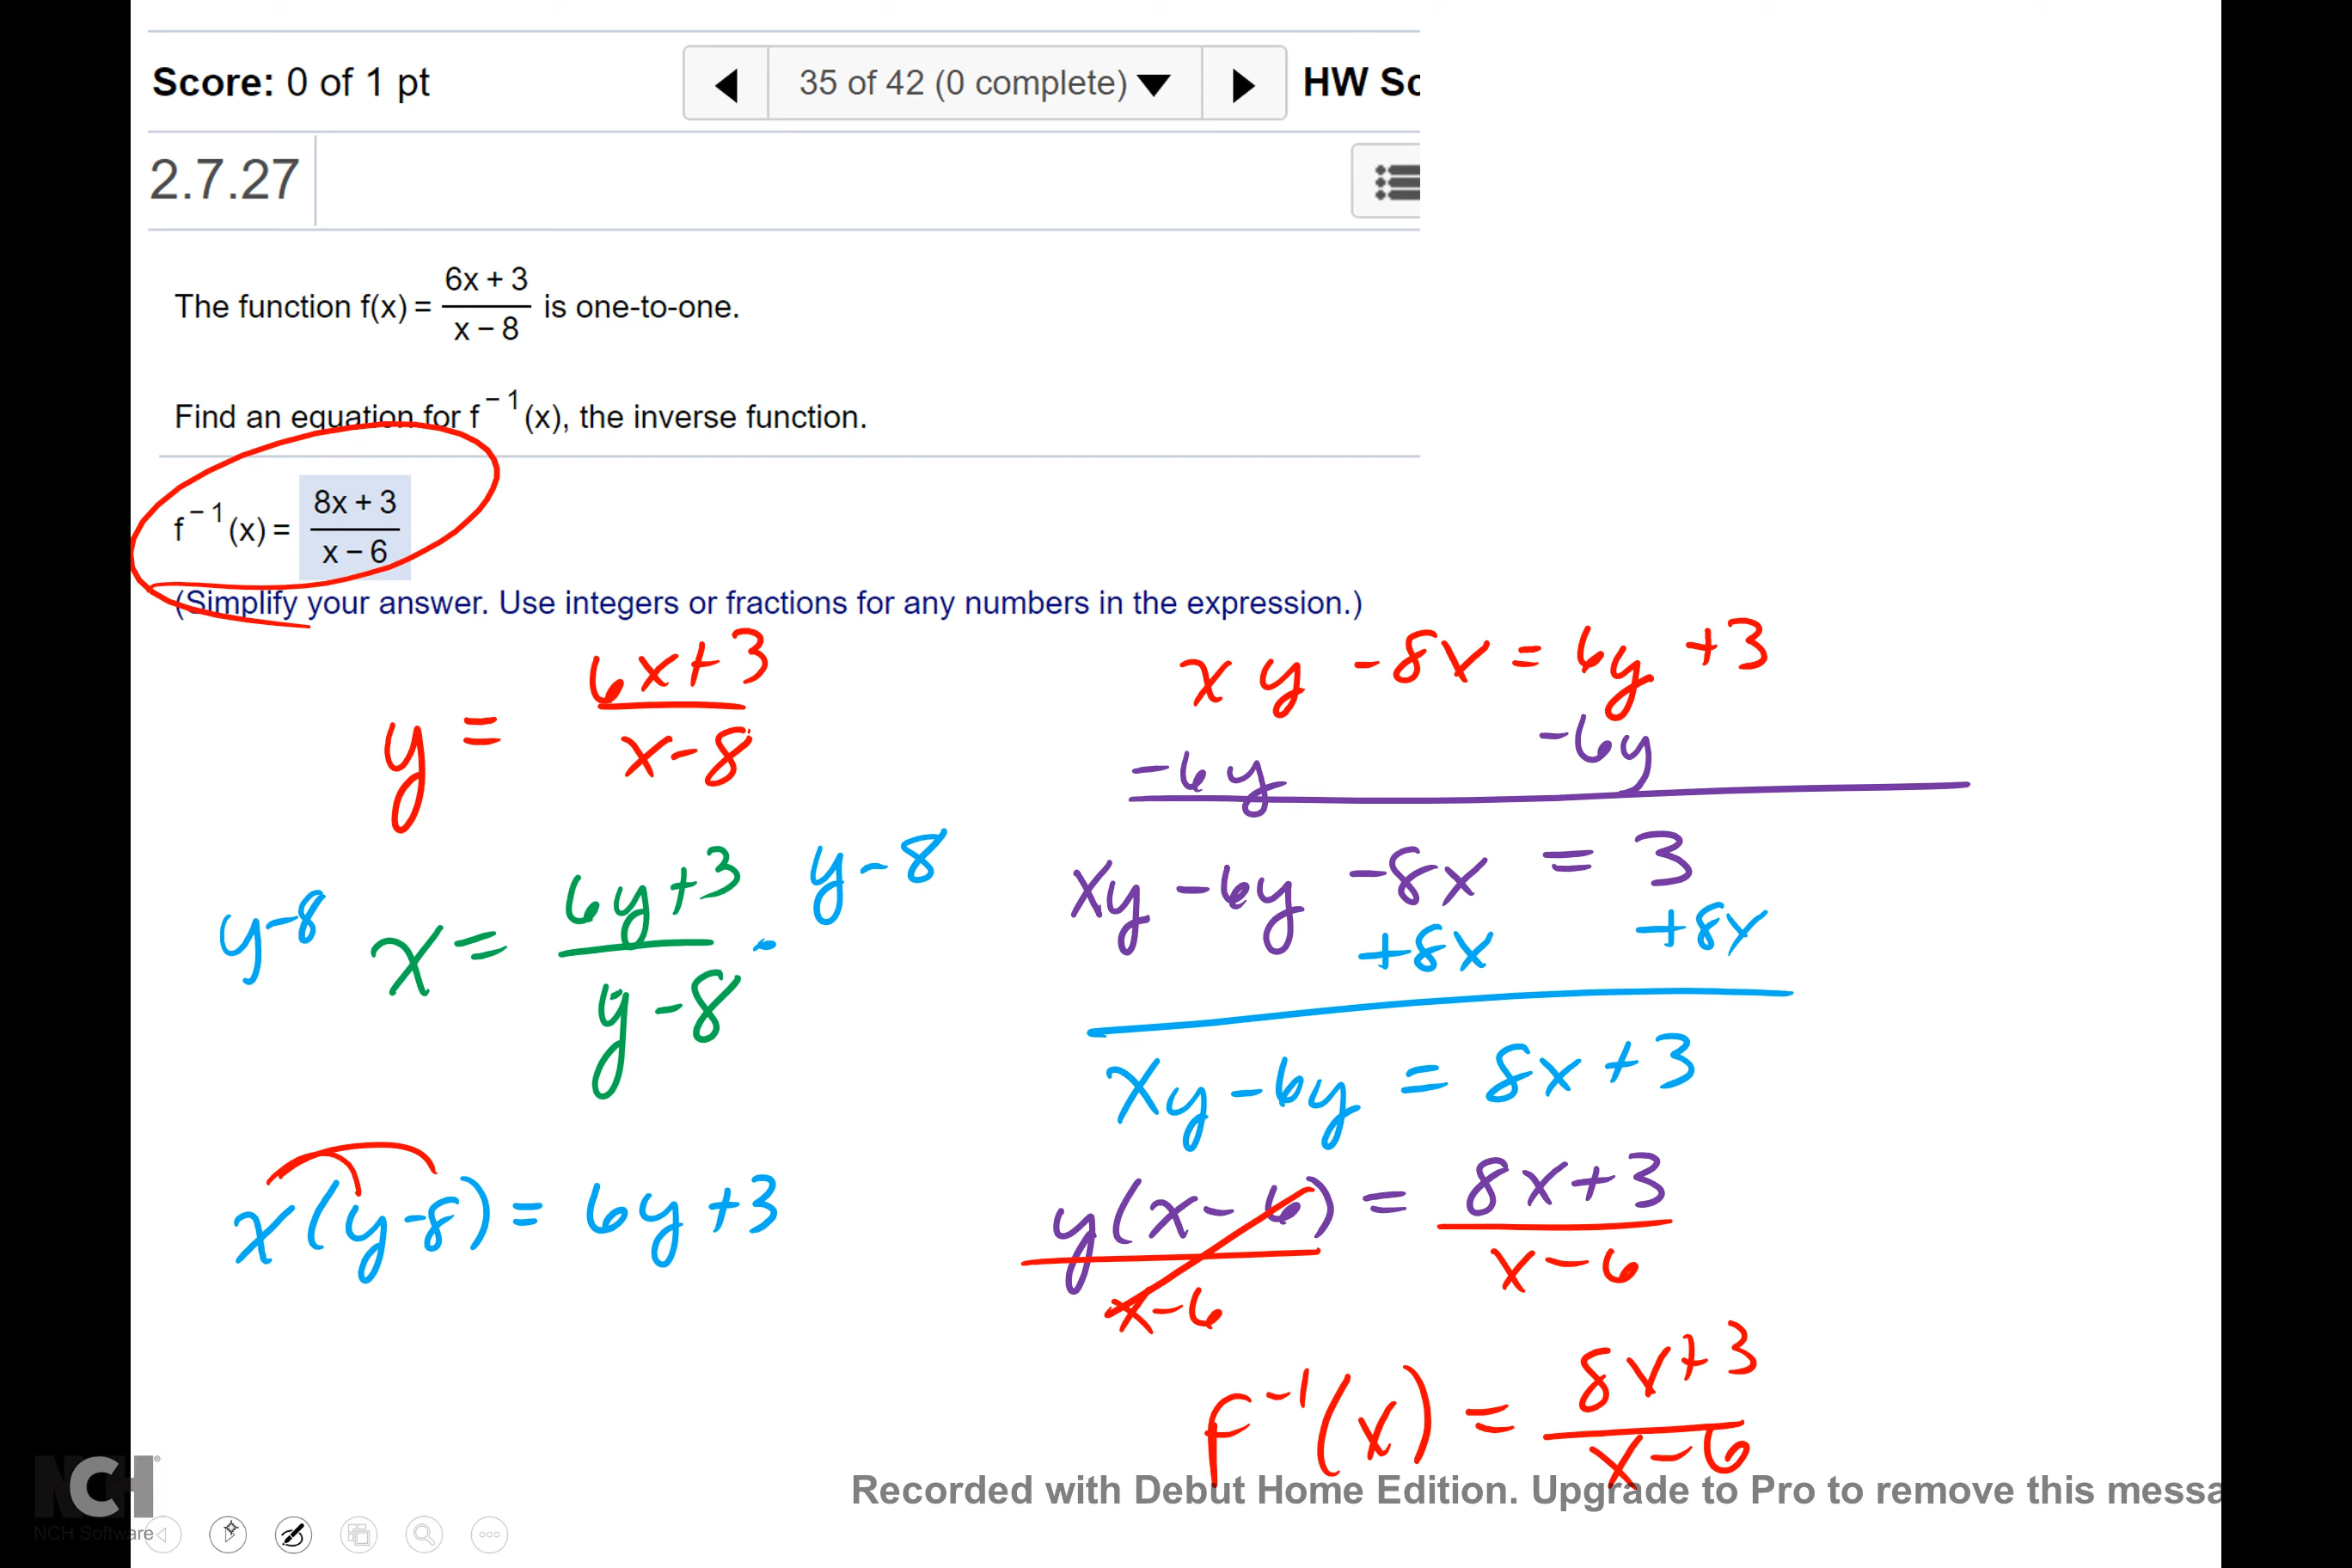 Score: 0 of 1 pt
35 of 42 (0 complete)
HW Sc
2.7.27
The function f(x) = (6x + 3)/(x − 8) is one-to-one.
Find an equation for f^−1(x), the inverse function.
f^−1(x) = (8x + 3)/(x − 6)
(Simplify your answer. Use integers or fractions for any numbers in the expression.)
y = (6x+3)/(x-8)
y-8 x = (6y+3)/(y-8) · y-8
x(y-8) = 6y+3
xy -8x = 6y +3
-6y -6y
xy -6y -8x = 3
+8x +8x
xy-6y = 8x+3
y(x-6)/(x-6) = (8x+3)/(x-6)
f^-1(x) = (8x+3)/(x-6)
Recorded with Debut Home Edition. Upgrade to Pro to remove this messa
NCH
NCH Software